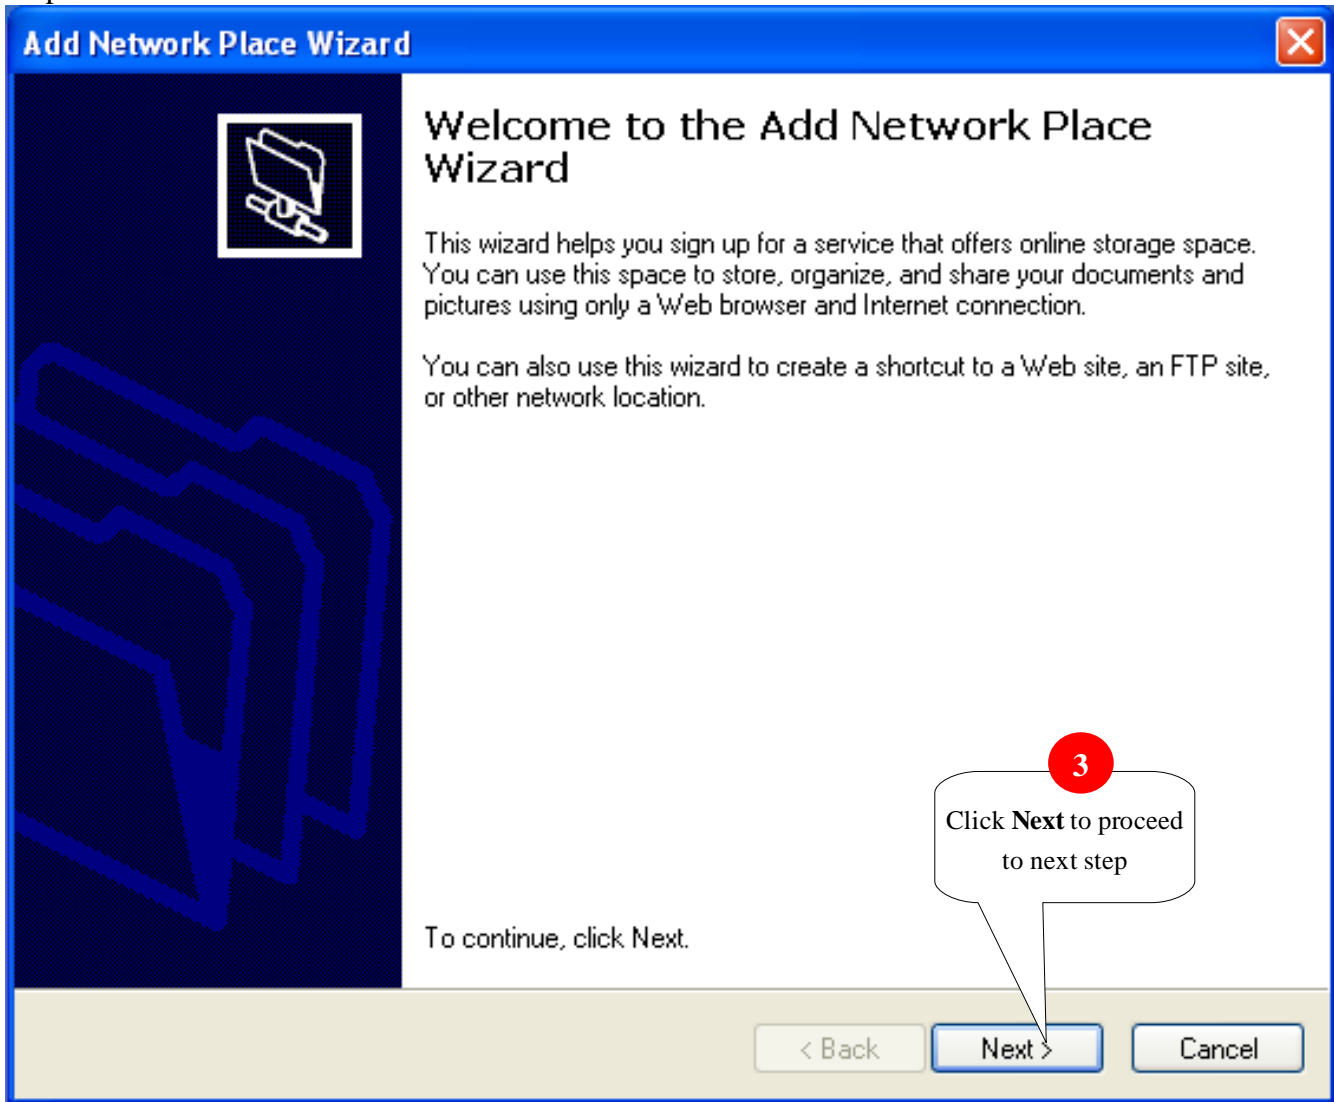 Add Network Place Wizard
Welcome to the Add Network Place
Wizard
This wizard helps you sign up for a service that offers online storage space.
You can use this space to store, organize, and share your documents and
pictures using only a Web browser and Internet connection.
You can also use this wizard to create a shortcut to a Web site, an FTP site,
or other network location.
3
Click Next to proceed
to next step
To continue, click Next.
< Back
Next >
Cancel